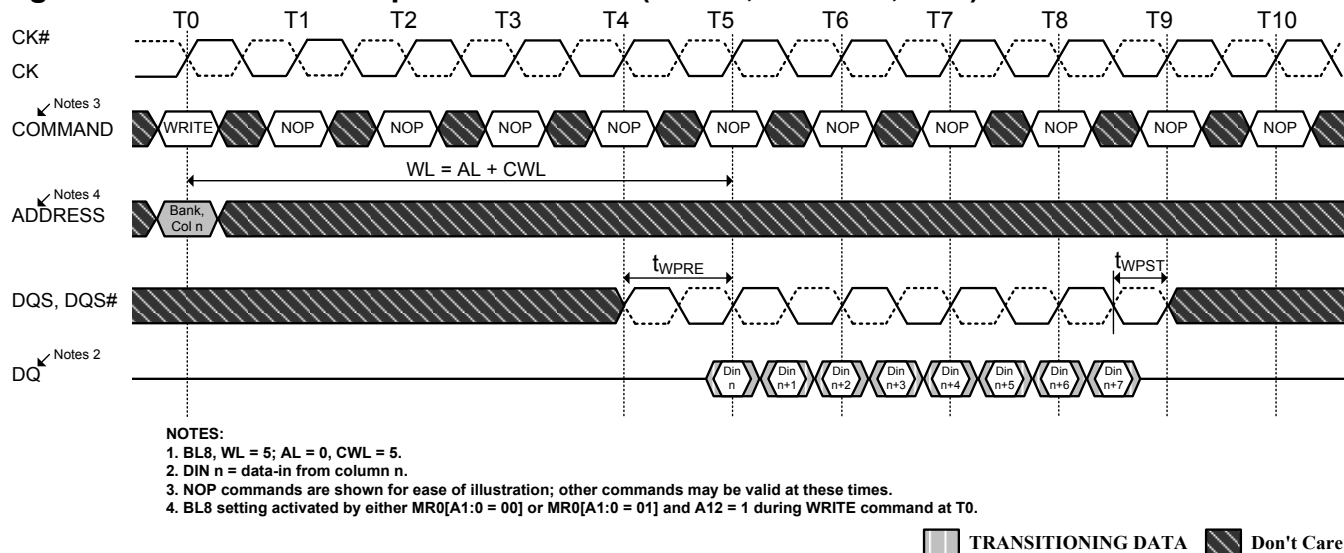 T0 T1 T2 T3 T4 T5 T6 T7 T8 T9 T10
CK#
CK
Notes 3
COMMAND
WRITE NOP NOP NOP NOP NOP NOP NOP NOP NOP NOP
WL = AL + CWL
Notes 4
ADDRESS
Bank,
Col n
tWPRE
tWPST
DQS, DQS#
Notes 2
DQ
Din n Din n+1 Din n+2 Din n+3 Din n+4 Din n+5 Din n+6 Din n+7
NOTES:
1. BL8, WL = 5; AL = 0, CWL = 5.
2. DIN n = data-in from column n.
3. NOP commands are shown for ease of illustration; other commands may be valid at these times.
4. BL8 setting activated by either MR0[A1:0 = 00] or MR0[A1:0 = 01] and A12 = 1 during WRITE command at T0.
TRANSITIONING DATA Don't Care